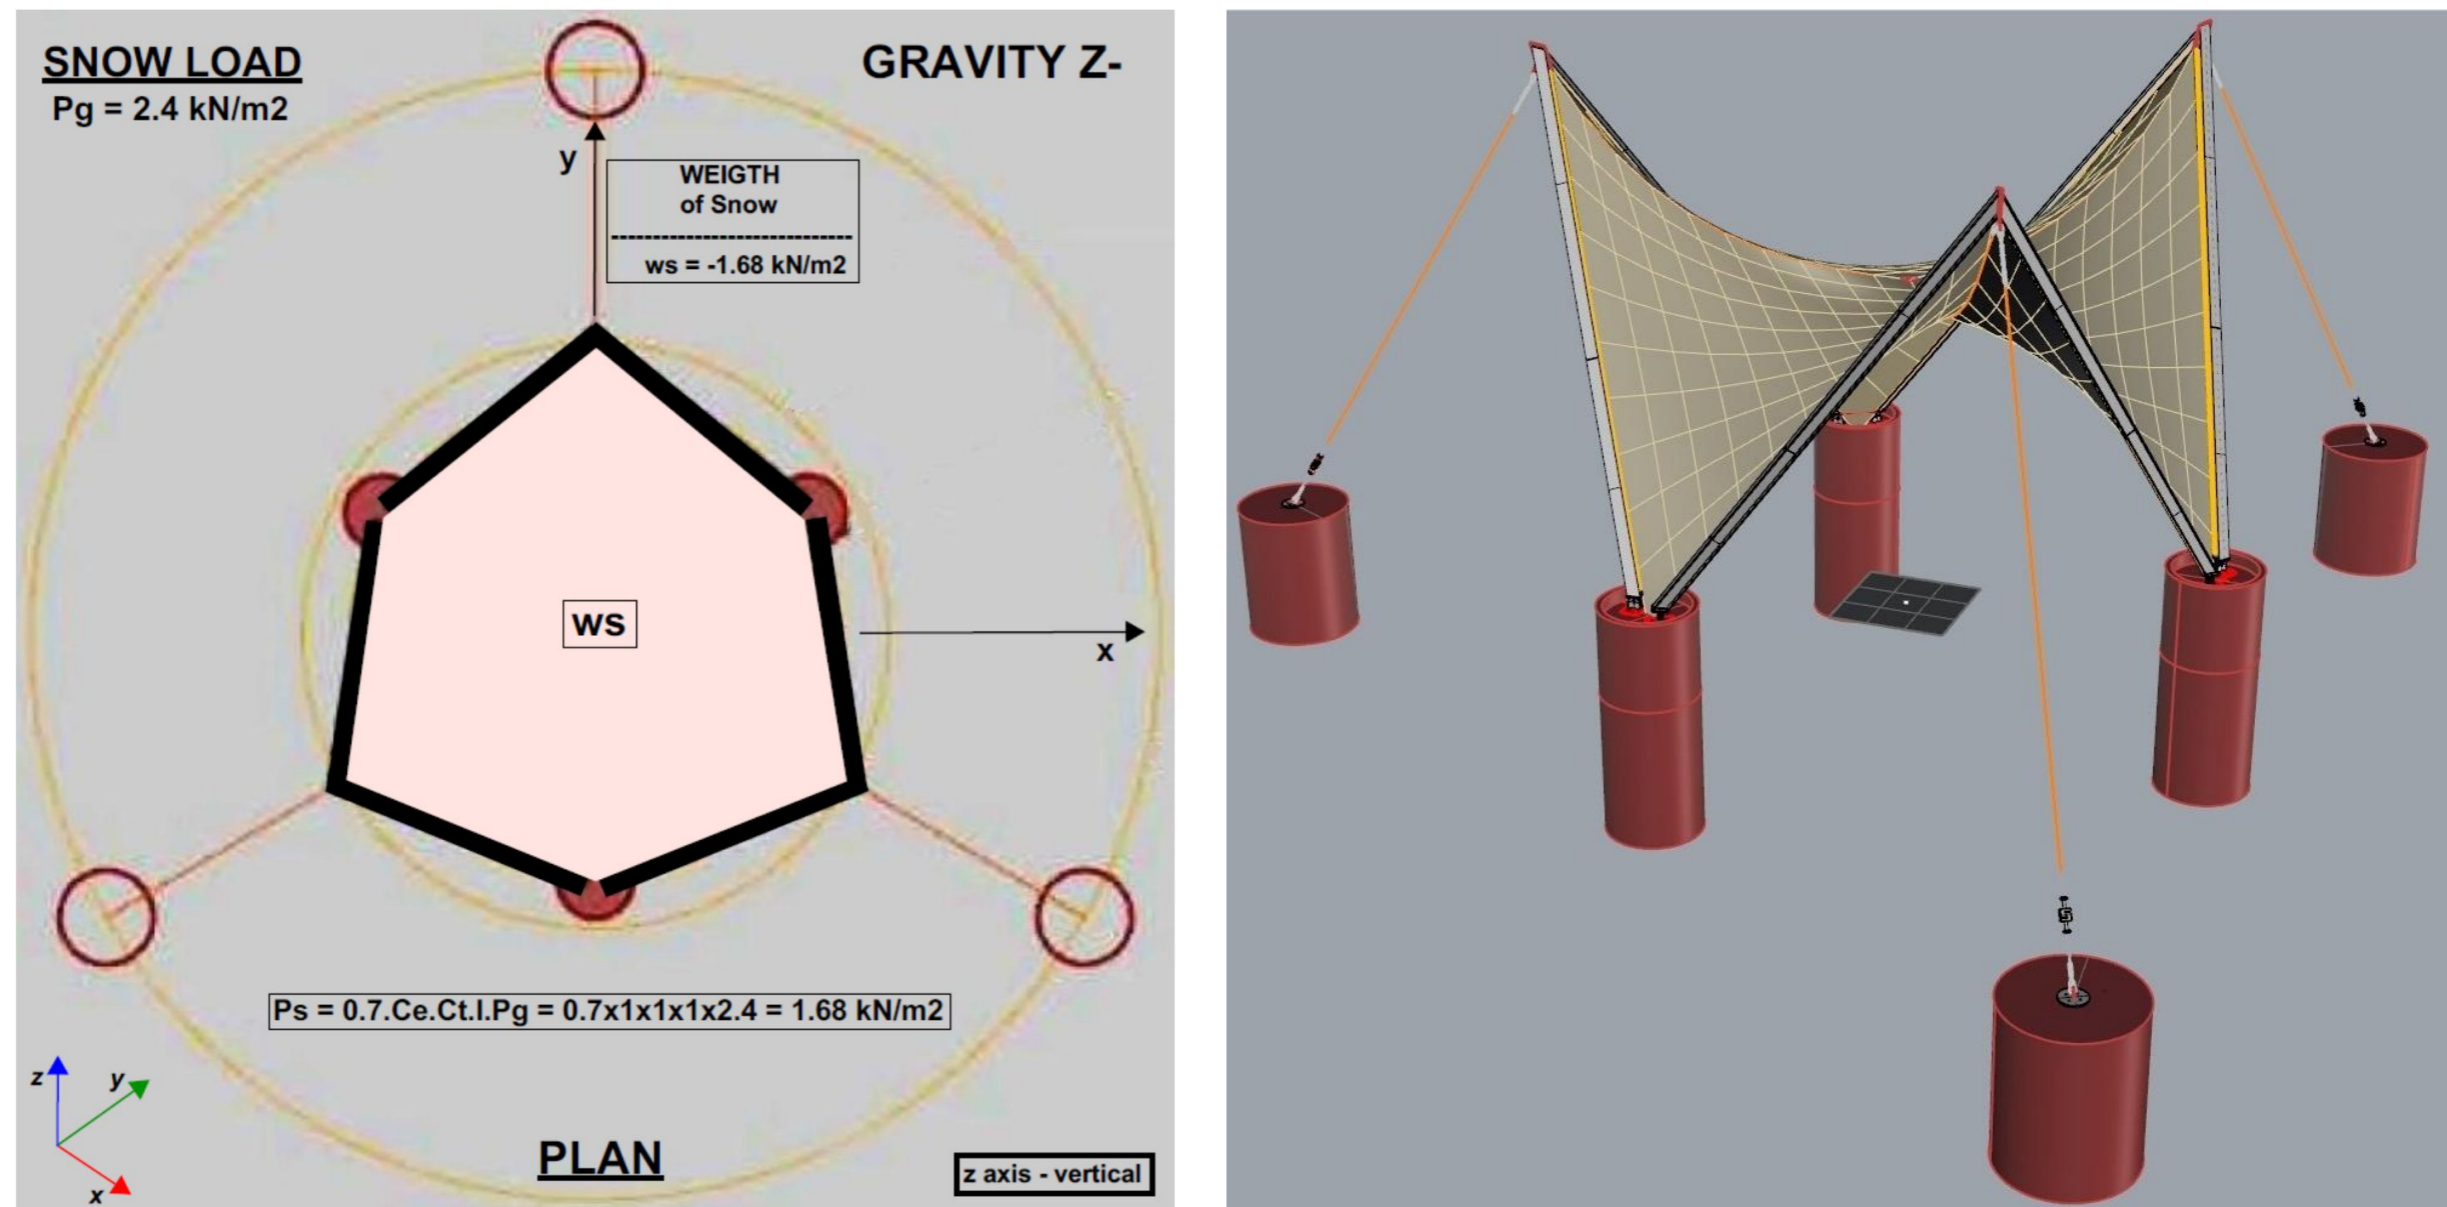 SNOW LOAD
Pg = 2.4 kN/m2
GRAVITY Z-
y
WEIGTH
of Snow
----------------------------
ws = -1.68 kN/m2
ws
x
Ps = 0.7.Ce.Ct.I.Pg = 0.7x1x1x1x2.4 = 1.68 kN/m2
z
y
x
PLAN
z axis - vertical